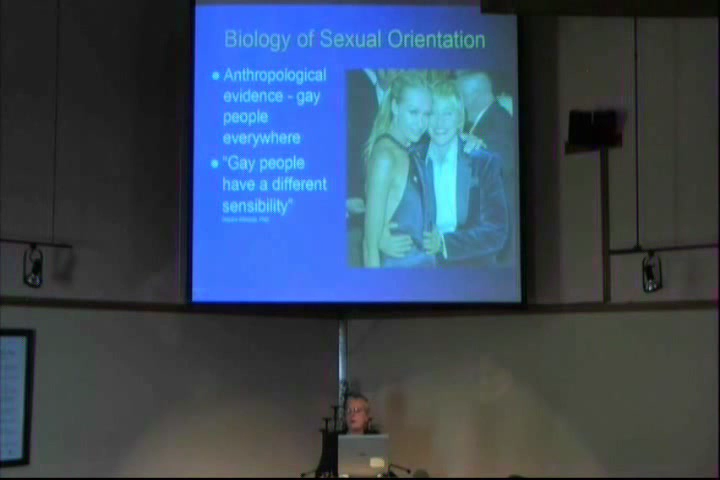 Biology of Sexual Orientation
Anthropological
evidence - gay
people
everywhere
"Gay people
have a different
sensibility"